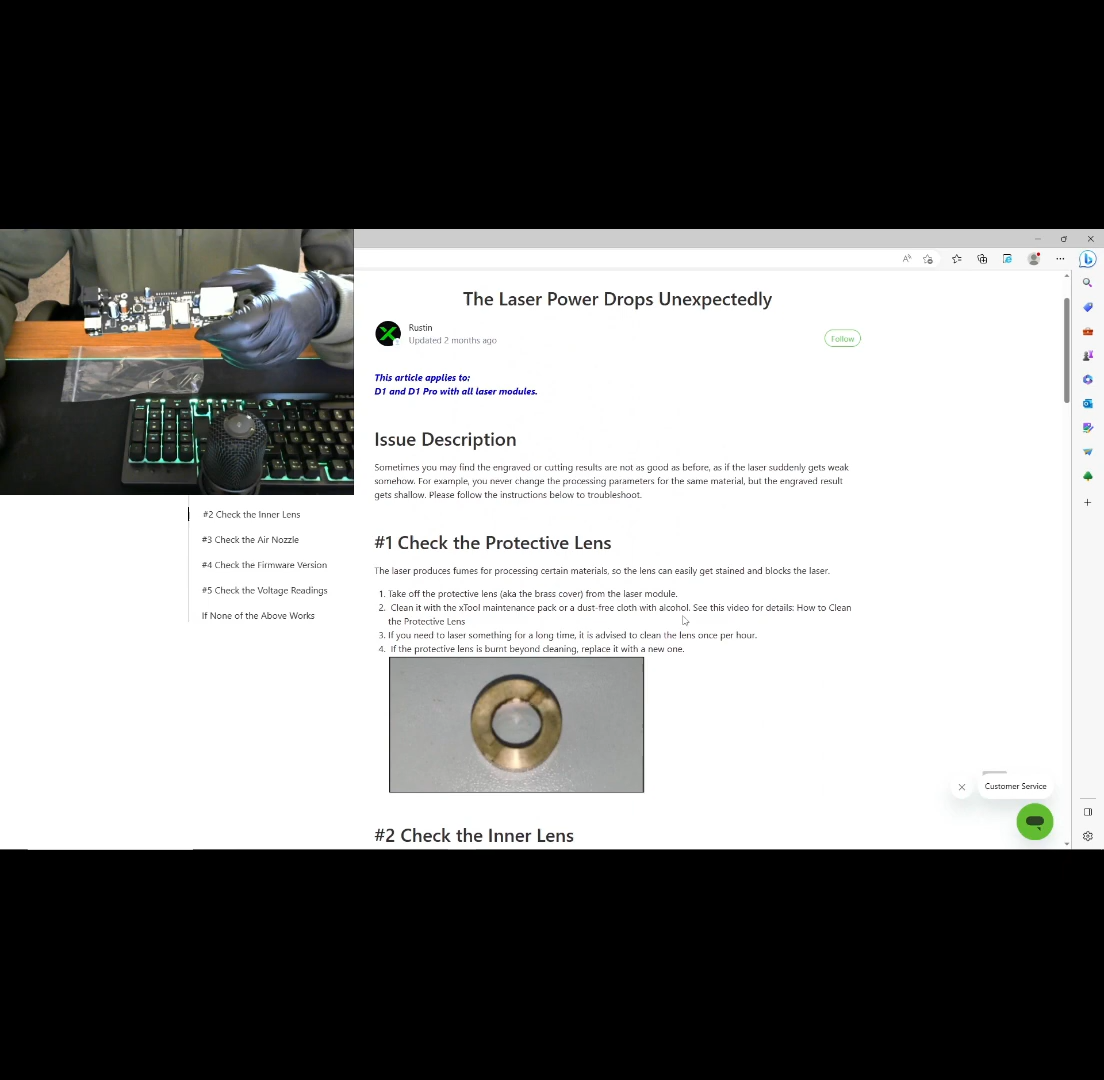 The Laser Power Drops Unexpectedly
Rustin
Updated 2 months ago
Follow
This article applies to:
D1 and D1 Pro with all laser modules.
Issue Description
Sometimes you may find the engraved or cutting results are not as good as before, as if the laser suddenly gets weak
somehow. For example, you never change the processing parameters for the same material, but the engraved result
gets shallow. Please follow the instructions below to troubleshoot.
#2 Check the Inner Lens
#3 Check the Air Nozzle
#4 Check the Firmware Version
#5 Check the Voltage Readings
If None of the Above Works
#1 Check the Protective Lens
The laser produces fumes for processing certain materials, so the lens can easily get stained and blocks the laser.
1. Take off the protective lens (aka the brass cover) from the laser module.
2. Clean it with the xTool maintenance pack or a dust-free cloth with alcohol. See this video for details: How to Clean
the Protective Lens
3. If you need to laser something for a long time, it is advised to clean the lens once per hour.
4. If the protective lens is burnt beyond cleaning, replace it with a new one.
Customer Service
#2 Check the Inner Lens